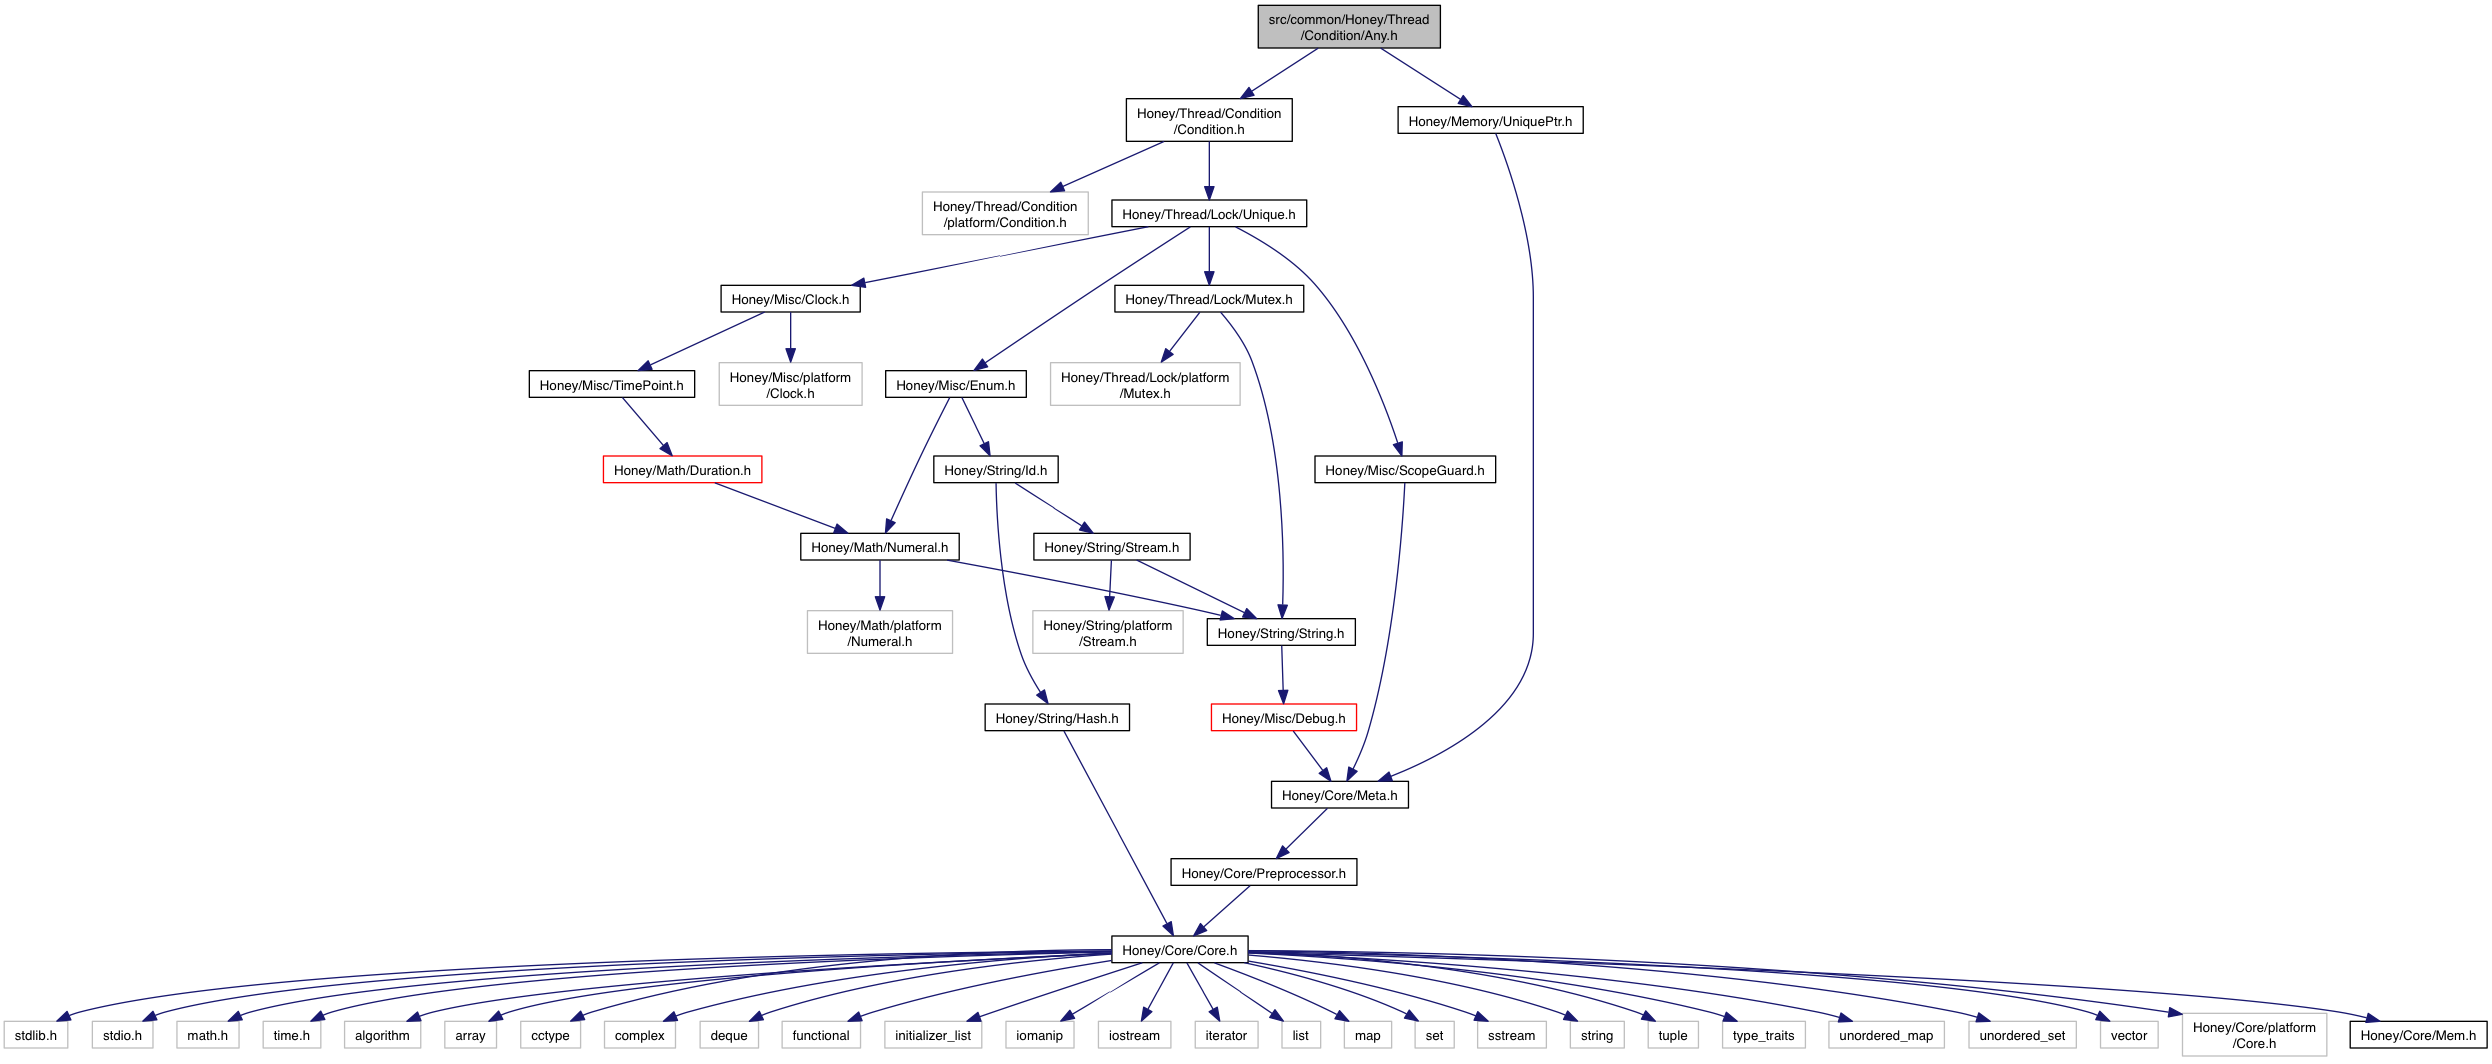 src/common/Honey/Thread
/Condition/Any.h
Honey/Thread/Condition
/Condition.h
Honey/Memory/UniquePtr.h
Honey/Thread/Condition
/platform/Condition.h
Honey/Thread/Lock/Unique.h
Honey/Misc/Clock.h
Honey/Thread/Lock/Mutex.h
Honey/Misc/TimePoint.h
Honey/Misc/platform
/Clock.h
Honey/Misc/Enum.h
Honey/Thread/Lock/platform
/Mutex.h
Honey/Math/Duration.h
Honey/String/Id.h
Honey/Misc/ScopeGuard.h
Honey/Math/Numeral.h
Honey/String/Stream.h
Honey/Math/platform
/Numeral.h
Honey/String/platform
/Stream.h
Honey/String/String.h
Honey/String/Hash.h
Honey/Misc/Debug.h
Honey/Core/Meta.h
Honey/Core/Preprocessor.h
Honey/Core/Core.h
stdlib.h
stdio.h
math.h
time.h
algorithm
array
cctype
complex
deque
functional
initializer_list
iomanip
iostream
iterator
list
map
set
sstream
string
tuple
type_traits
unordered_map
unordered_set
vector
Honey/Core/platform
/Core.h
Honey/Core/Mem.h